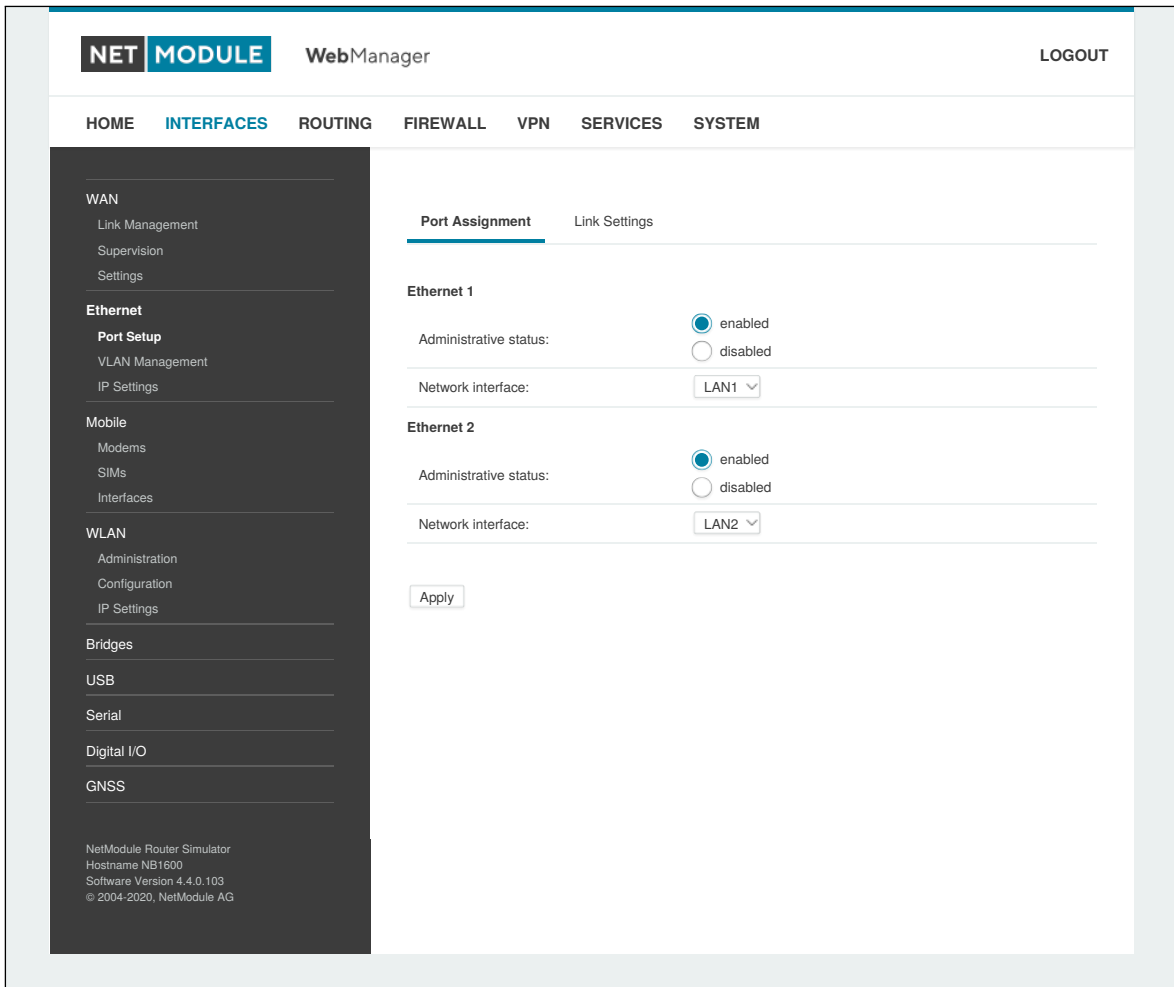 NET MODULE WebManager LOGOUT
HOME INTERFACES ROUTING FIREWALL VPN SERVICES SYSTEM
WAN
Link Management
Supervision
Settings
Ethernet
Port Setup
VLAN Management
IP Settings
Mobile
Modems
SIMs
Interfaces
WLAN
Administration
Configuration
IP Settings
Bridges
USB
Serial
Digital I/O
GNSS
NetModule Router Simulator
Hostname NB1600
Software Version 4.4.0.103
© 2004-2020, NetModule AG
Port Assignment Link Settings
Ethernet 1
Administrative status:
enabled
disabled
Network interface: LAN1
Ethernet 2
Administrative status:
enabled
disabled
Network interface: LAN2
Apply